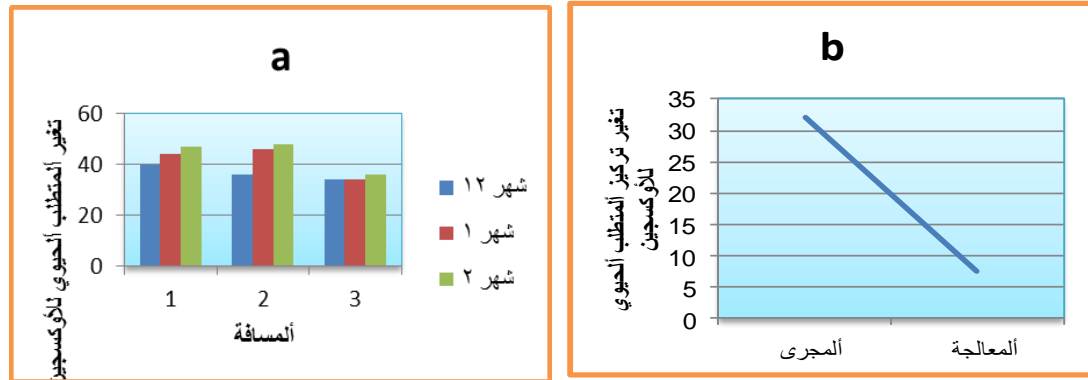 a
تغير ألمتطلب ألحيوي للأوكسجين
60
40
20
0
1 2 3
ألمسافة
شهر ١٢
شهر ١
شهر ٢
b
تغير تركيز ألمتطلب ألحيوي
للأوكسجين
35
30
25
20
15
10
5
0
ألمجرى ألمعالجة